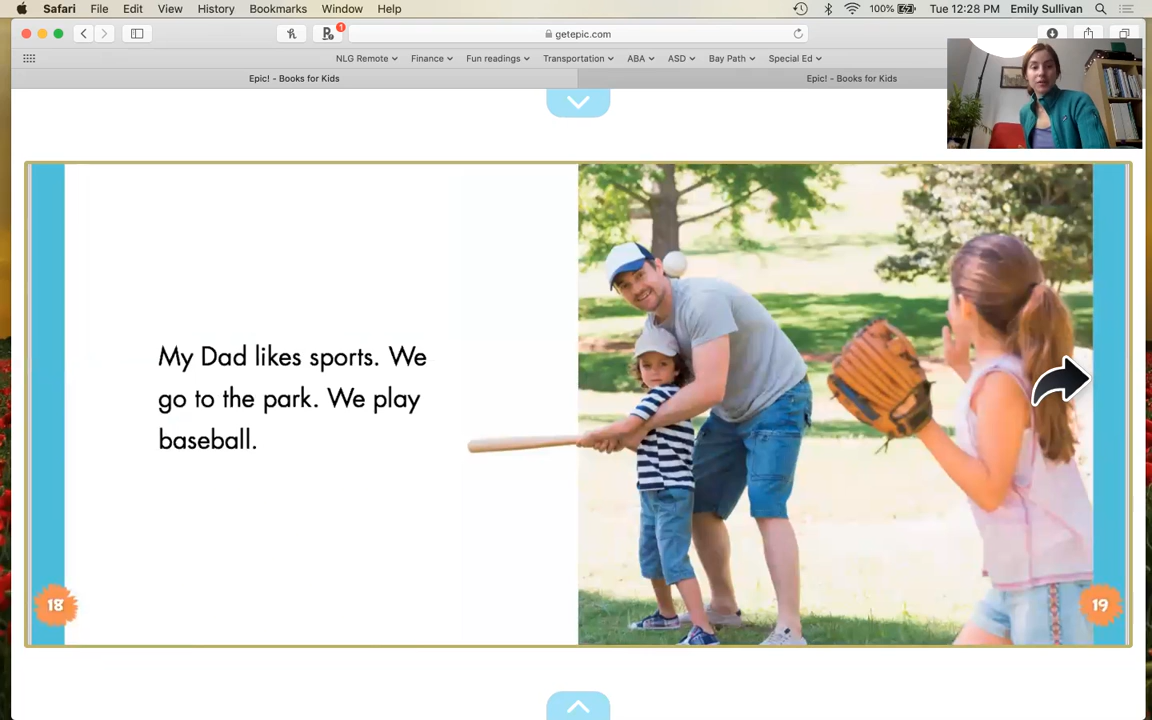 Safari File Edit View History Bookmarks Window Help 100% Tue 12:28 PM Emily Sullivan
1
getepic.com
NLG Remote Finance Fun readings Transportation ABA ASD Bay Path Special Ed
Epic! - Books for Kids Epic! - Books for Kids
My Dad likes sports. We
go to the park. We play
baseball.
18
19